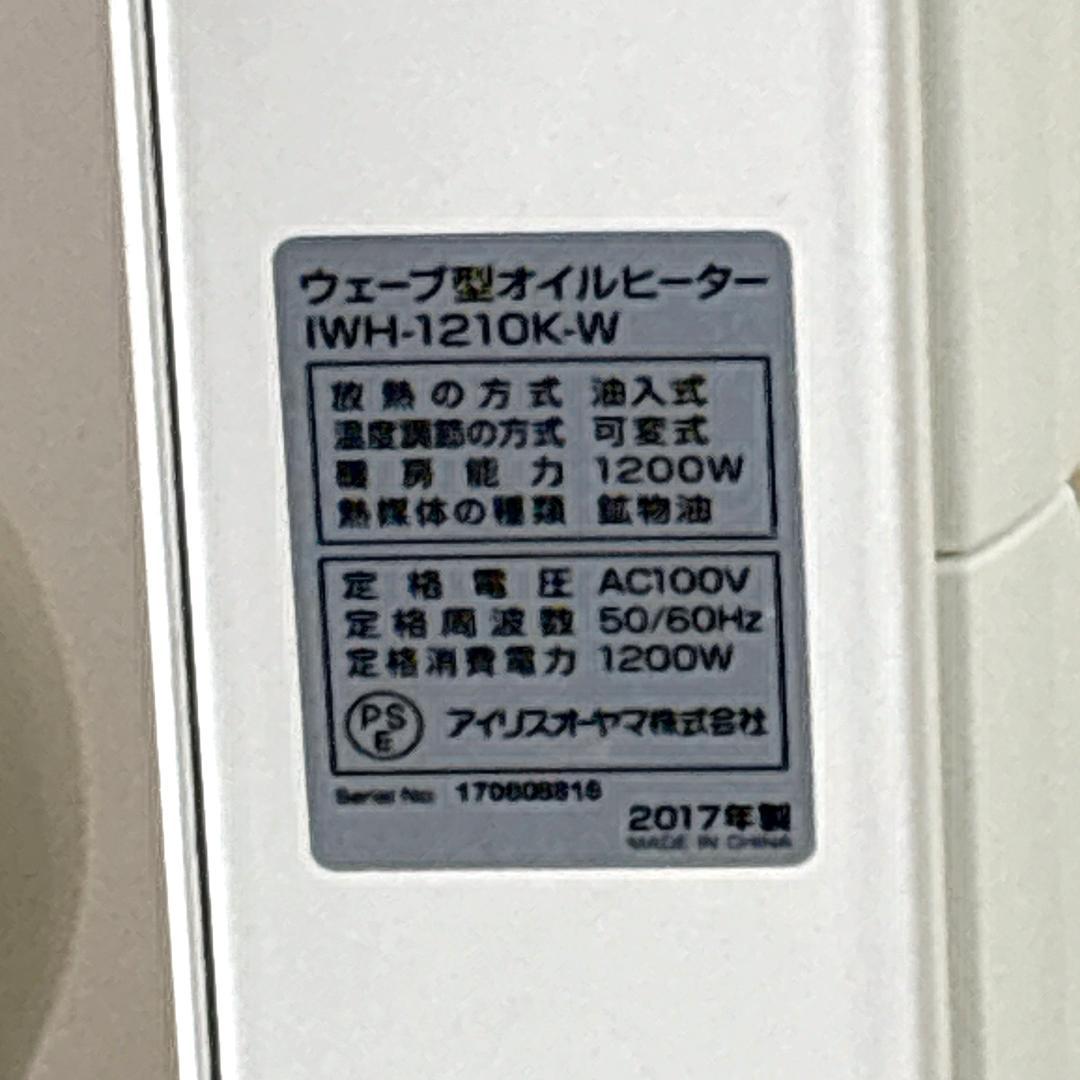 ウェーブ型オイルヒーター
IWH-1210K-W
放熱の方式 油入式
温度調節の方式 可変式
暖房能力 1200W
熱媒体の種類 鉱物油
定格電圧 AC100V
定格周波数 50/60Hz
定格消費電力 1200W
PSE アイリスオーヤマ株式会社
Serial No.
2017年製
MADE IN CHINA